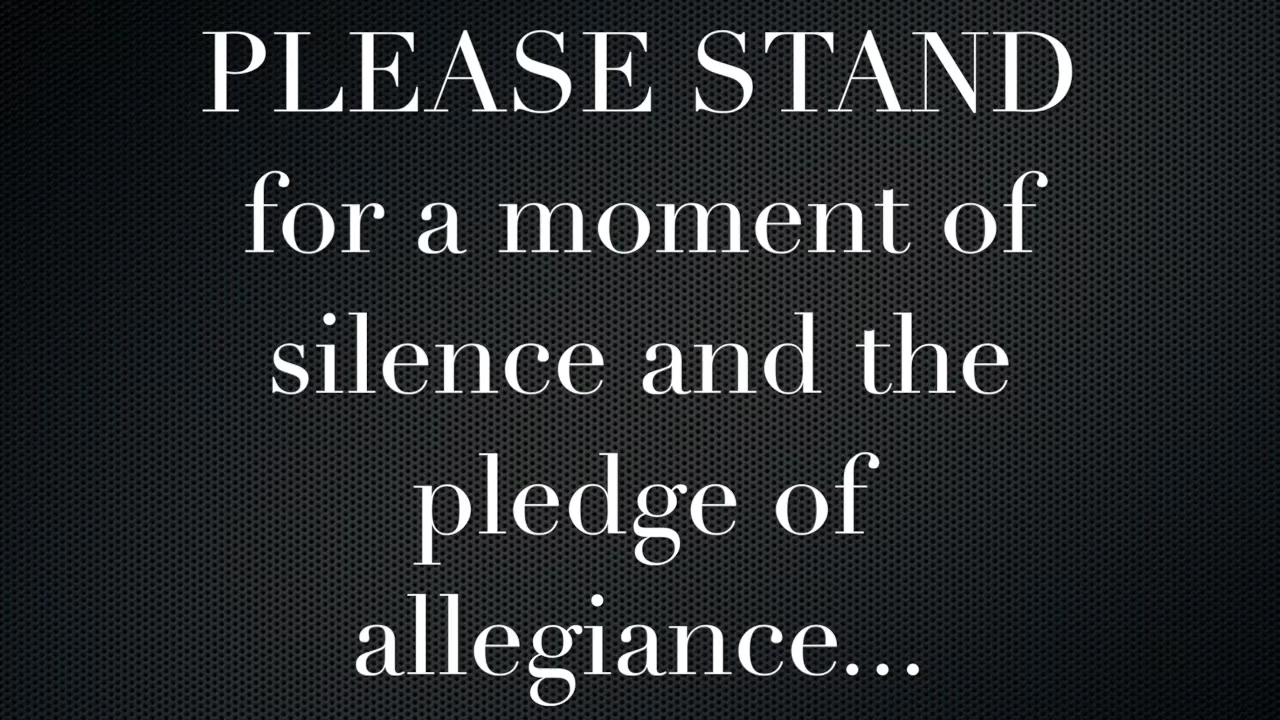 PLEASE STAND
for a moment of
silence and the
pledge of
allegiance...